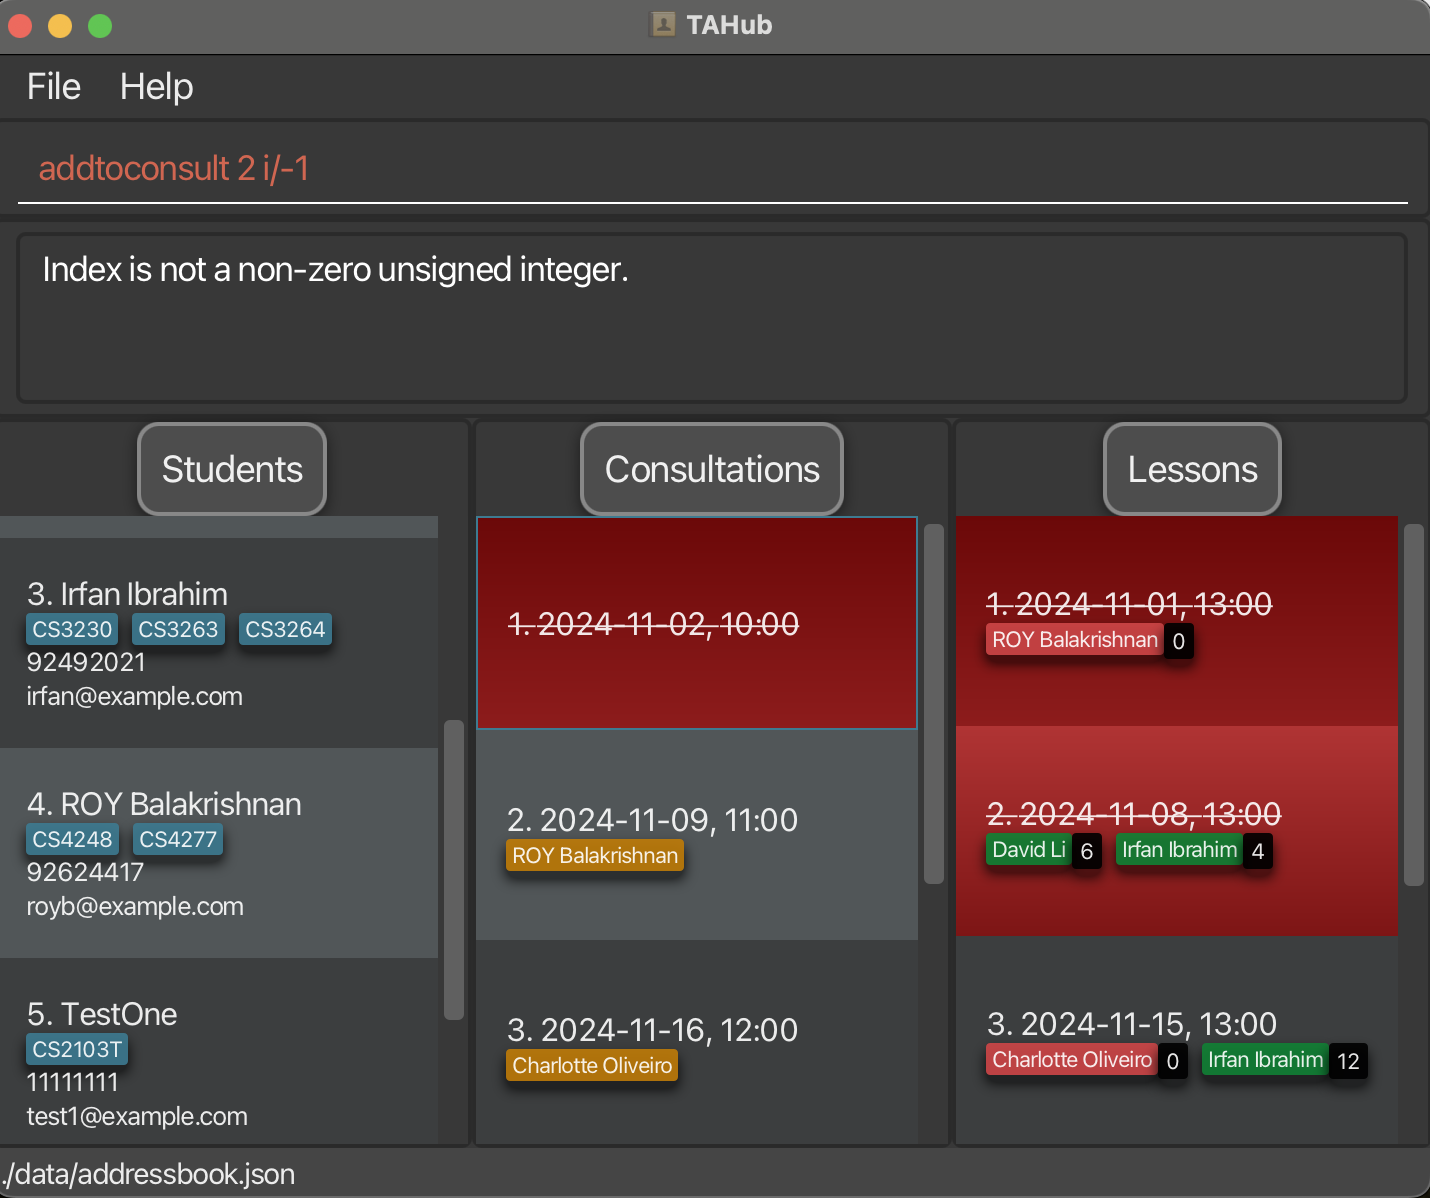 TAHub
File Help
addtoconsult 2 i/-1
Index is not a non-zero unsigned integer.
Students
3. Irfan Ibrahim
CS3230 CS3263 CS3264
92492021
irfan@example.com
4. ROY Balakrishnan
CS4248 CS4277
92624417
royb@example.com
5. TestOne
CS2103T
11111111
test1@example.com
Consultations
1. 2024-11-02, 10:00
2. 2024-11-09, 11:00
ROY Balakrishnan
3. 2024-11-16, 12:00
Charlotte Oliveiro
Lessons
1. 2024-11-01, 13:00
ROY Balakrishnan 0
2. 2024-11-08, 13:00
David Li 6 Irfan Ibrahim 4
3. 2024-11-15, 13:00
Charlotte Oliveiro 0 Irfan Ibrahim 12
./data/addressbook.json